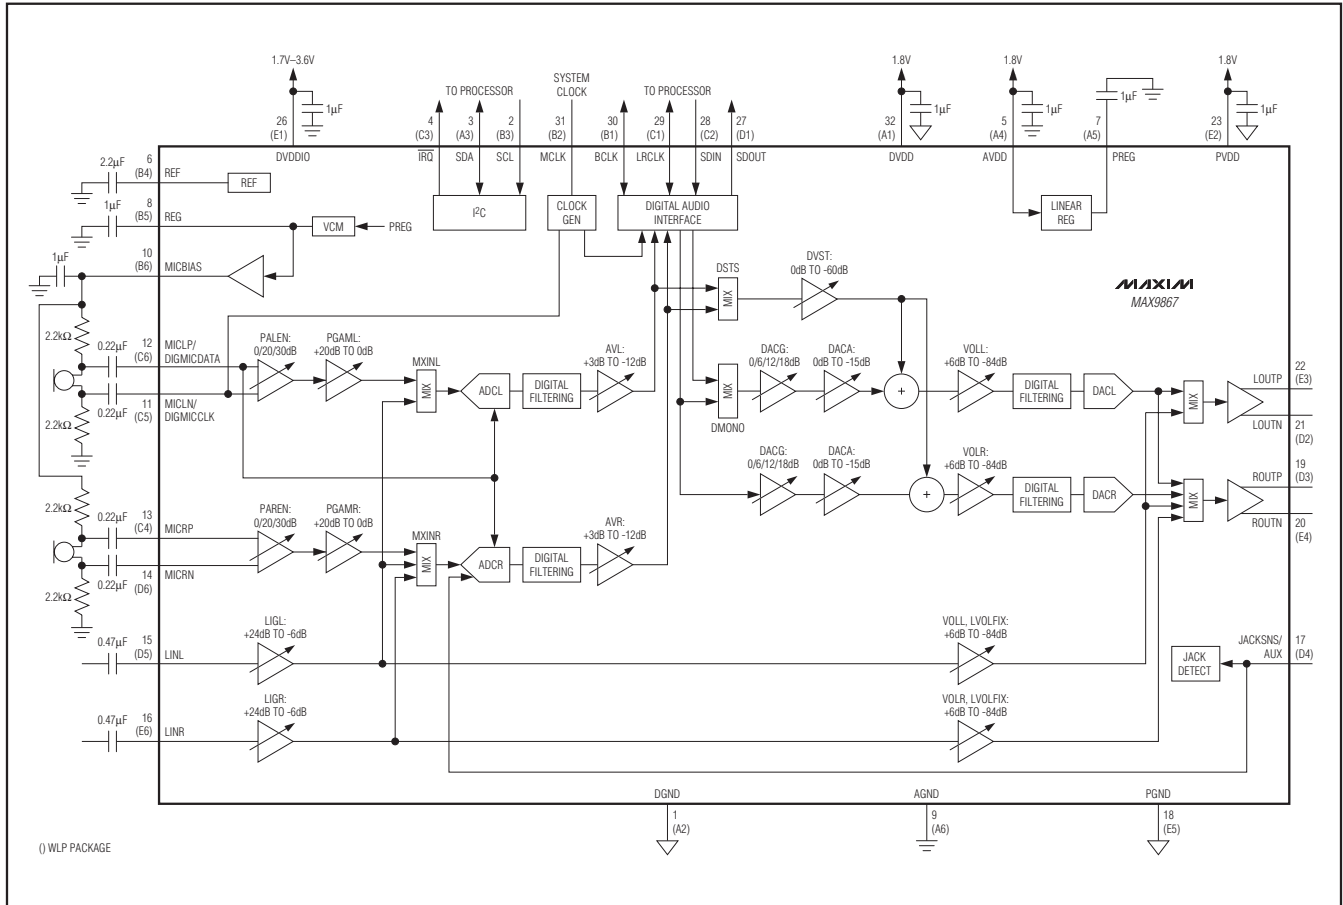 1.7V–3.6V
1µF
26
(E1)
DVDDIO
TO PROCESSOR
4
(C3)
IRQ
3
(A3)
SDA
2
(B3)
SCL
SYSTEM
CLOCK
31
(B2)
MCLK
TO PROCESSOR
30
(B1)
BCLK
29
(C1)
LRCLK
28
(C2)
SDIN
27
(D1)
SDOUT
1.8V
1µF
32
(A1)
DVDD
1.8V
1µF
5
(A4)
AVDD
1µF
7
(A5)
PREG
1.8V
1µF
23
(E2)
PVDD
2.2µF
6
(B4)
REF
REF
1µF
8
(B5)
REG
VCM
PREG
I2C
CLOCK
GEN
DIGITAL AUDIO
INTERFACE
LINEAR
REG
1µF
10
(B6)
MICBIAS
MAXIM
MAX9867
DSTS
MIX
DVST:
0dB TO -60dB
2.2kΩ
0.22µF
12
(C6)
MICLP/
DIGMICDATA
0.22µF
11
(C5)
MICLN/
DIGMICCLK
2.2kΩ
PALEN:
0/20/30dB
PGAML:
+20dB TO 0dB
MXINL
MIX
ADCL
DIGITAL
FILTERING
AVL:
+3dB TO -12dB
MIX
DMONO
DACG:
0/6/12/18dB
DACA:
0dB TO -15dB
+
VOLL:
+6dB TO -84dB
DIGITAL
FILTERING
DACL
MIX
22
(E3)
LOUTP
LOUTN
21
(D2)
DACG:
0/6/12/18dB
DACA:
0dB TO -15dB
+
VOLR:
+6dB TO -84dB
DIGITAL
FILTERING
DACR
MIX
19
(D3)
ROUTP
ROUTN
20
(E4)
2.2kΩ
0.22µF
13
(C4)
MICRP
0.22µF
14
(D6)
MICRN
2.2kΩ
PAREN:
0/20/30dB
PGAMR:
+20dB TO 0dB
MXINR
MIX
ADCR
DIGITAL
FILTERING
AVR:
+3dB TO -12dB
0.47µF
15
(D5)
LINL
LIGL:
+24dB TO -6dB
VOLL, LVOLFIX:
+6dB TO -84dB
JACK
DETECT
JACKSNS/
AUX
17
(D4)
0.47µF
16
(E6)
LINR
LIGR:
+24dB TO -6dB
VOLR, LVOLFIX:
+6dB TO -84dB
DGND
1
(A2)
AGND
9
(A6)
PGND
18
(E5)
() WLP PACKAGE